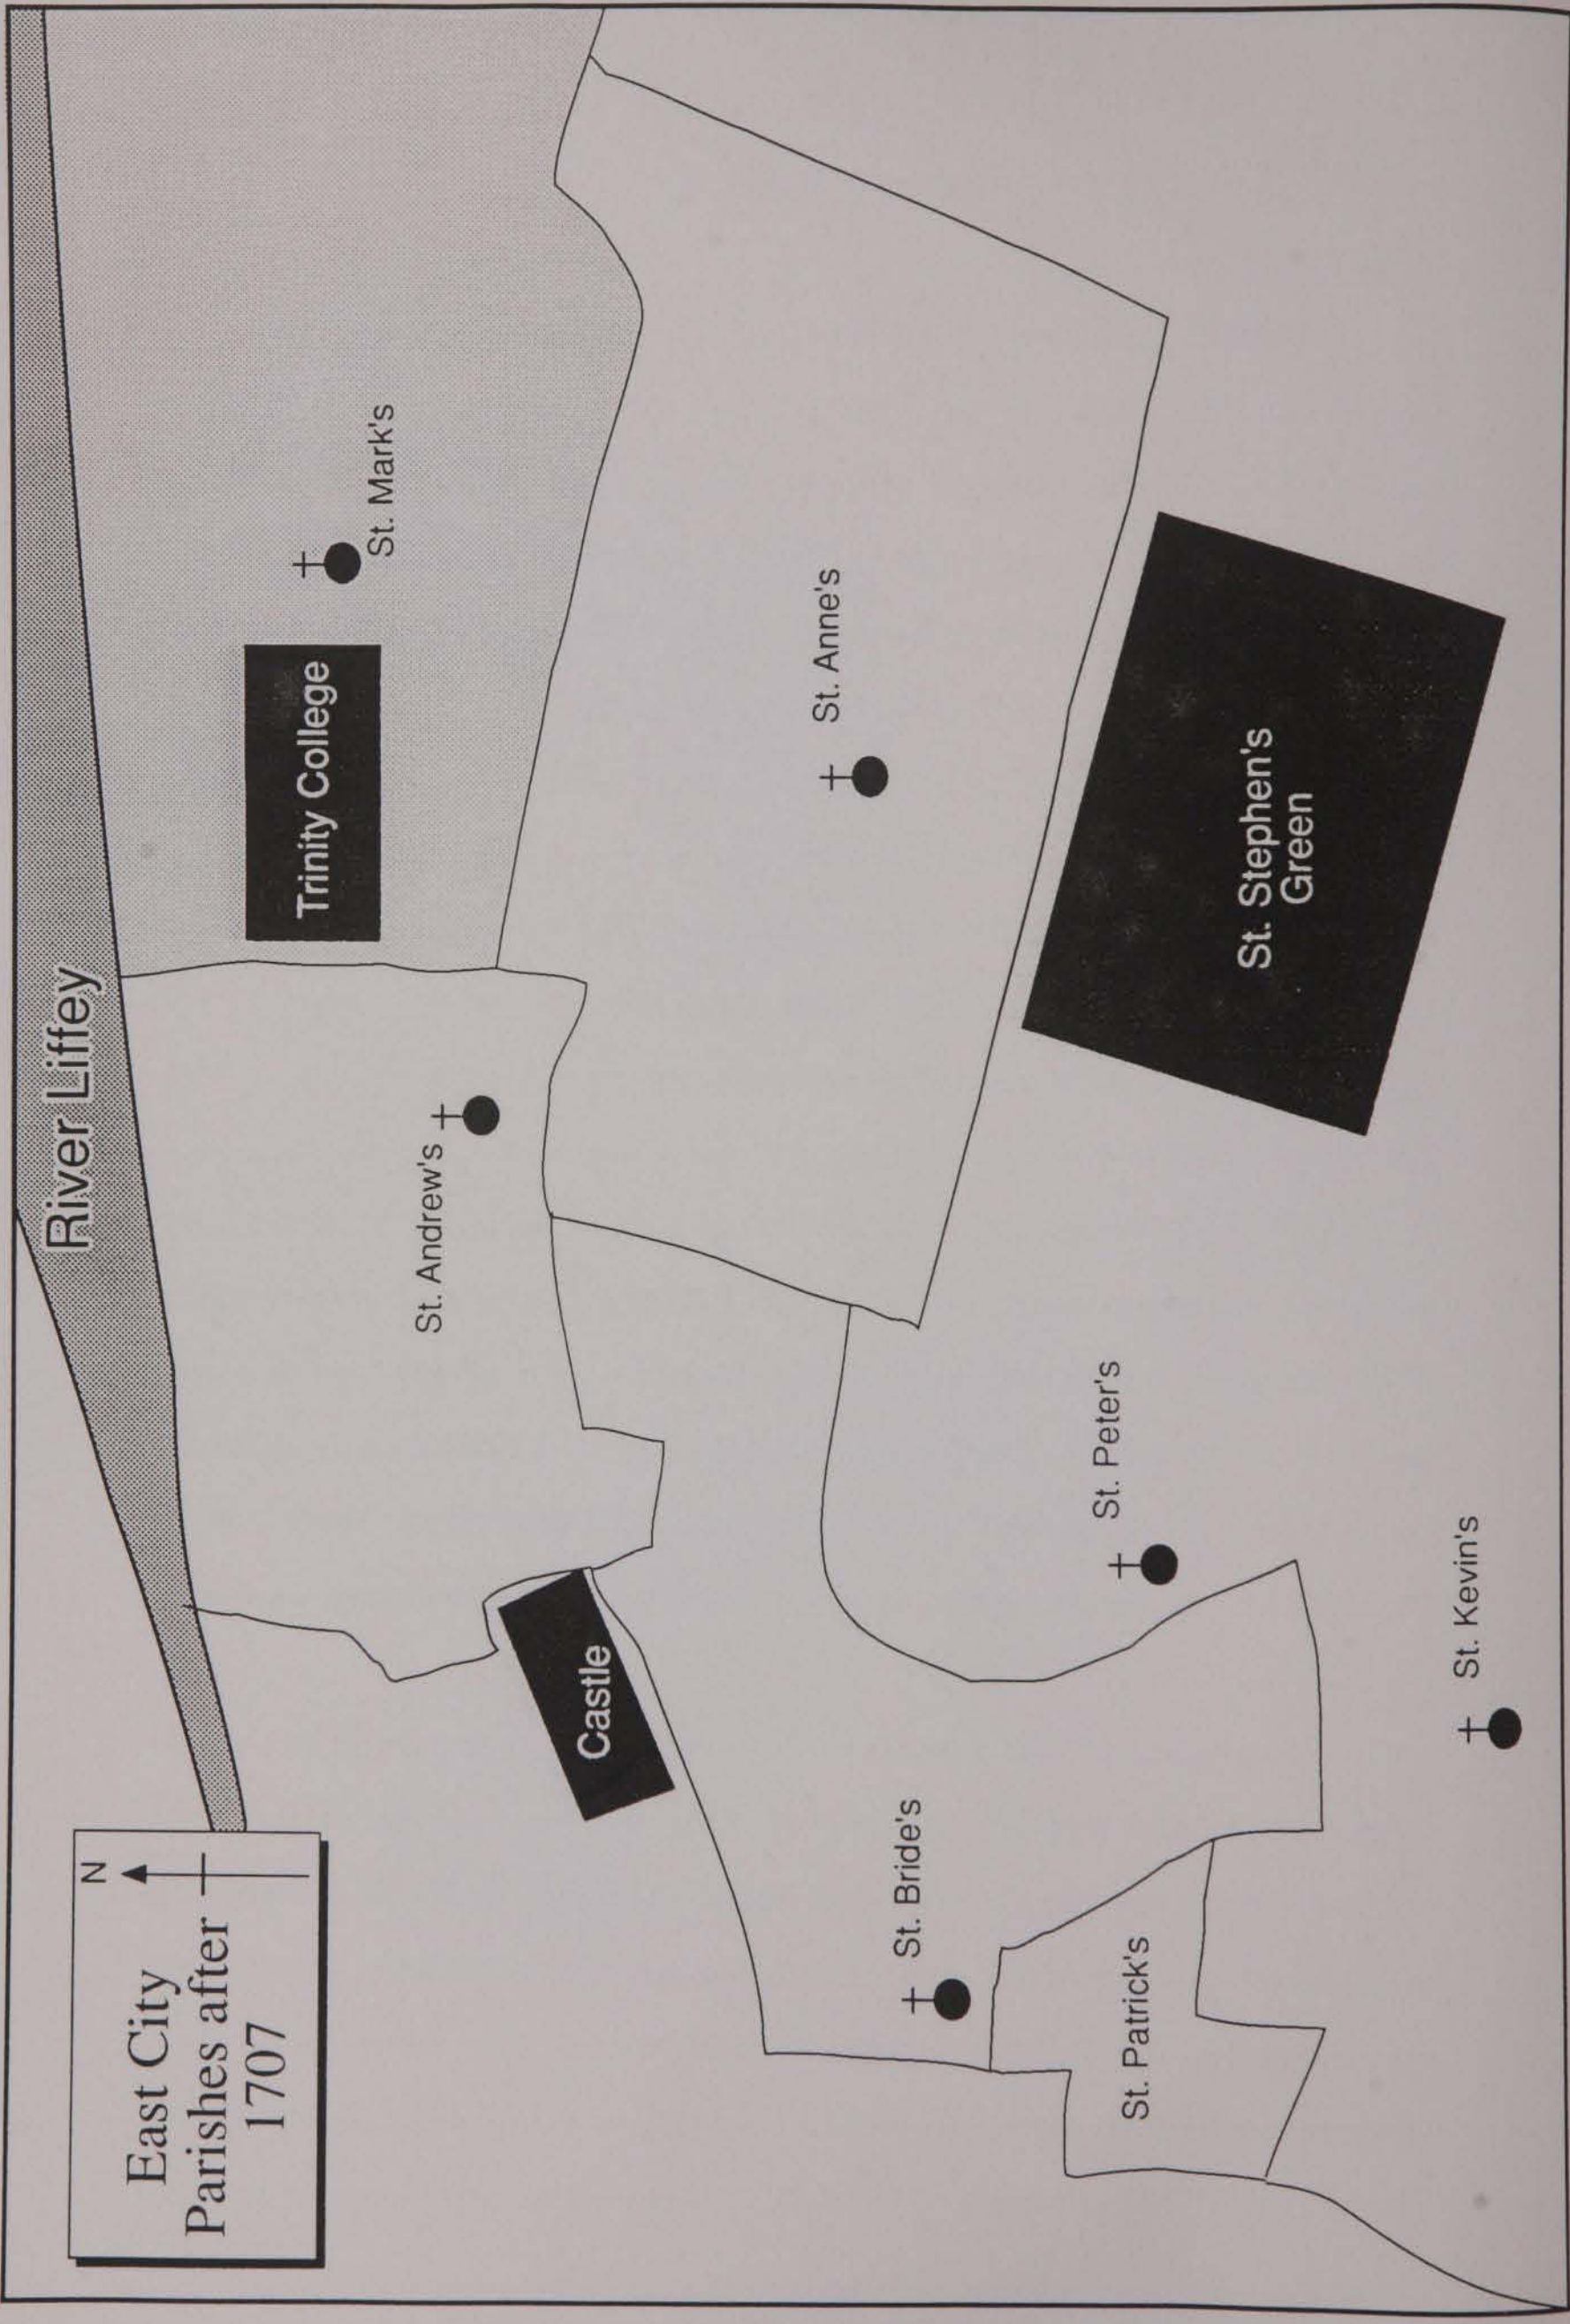 East City
Parishes after
1707
N
River Liffey
Trinity College
St. Mark's
St. Andrew's
Castle
St. Anne's
St. Bride's
St. Peter's
St. Patrick's
St. Stephen's
Green
St. Kevin's